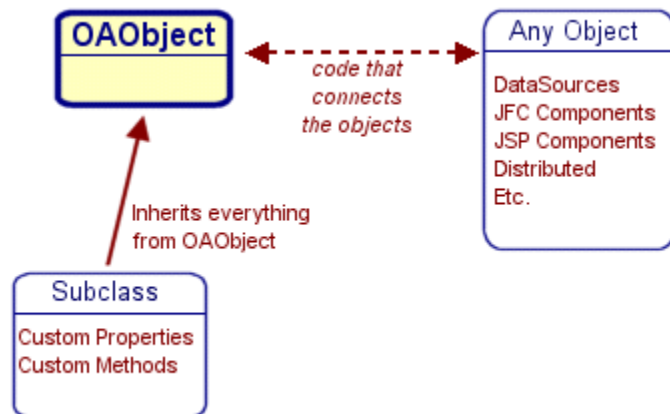 OAObject
code that
connects
the objects
Any Object
DataSources
JFC Components
JSP Components
Distributed
Etc.
Inherits everything
from OAObject
Subclass
Custom Properties
Custom Methods